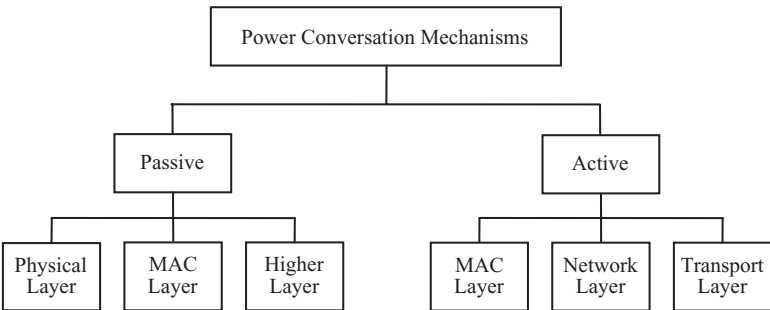 Power Conversation Mechanisms
Passive
Active
Physical
Layer
MAC
Layer
Higher
Layer
MAC
Layer
Network
Layer
Transport
Layer